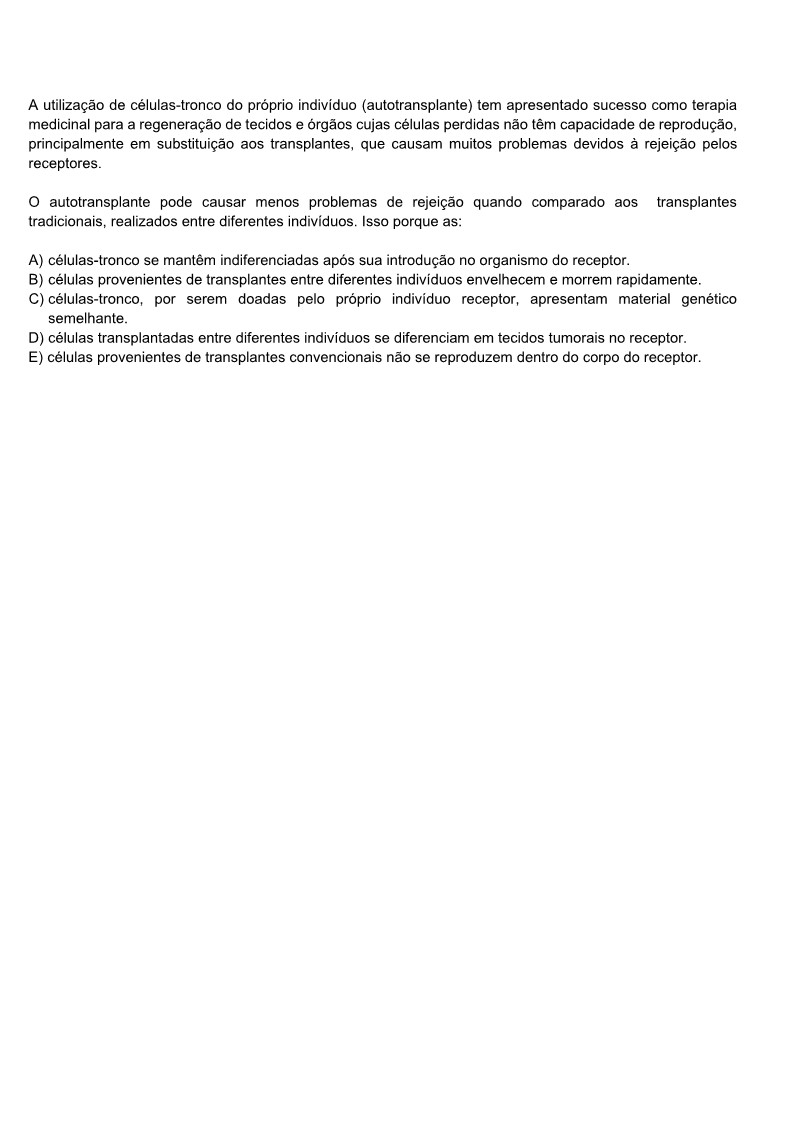 A utilização de células-tronco do próprio indivíduo (autotransplante) tem apresentado sucesso como terapia
medicinal para a regeneração de tecidos e órgãos cujas células perdidas não têm capacidade de reprodução,
principalmente em substituição aos transplantes, que causam muitos problemas devidos à rejeição pelos
receptores.
O autotransplante pode causar menos problemas de rejeição quando comparado aos transplantes
tradicionais, realizados entre diferentes indivíduos. Isso porque as:
A) células-tronco se mantêm indiferenciadas após sua introdução no organismo do receptor.
B) células provenientes de transplantes entre diferentes indivíduos envelhecem e morrem rapidamente.
C) células-tronco, por serem doadas pelo próprio indivíduo receptor, apresentam material genético
semelhante.
D) células transplantadas entre diferentes indivíduos se diferenciam em tecidos tumorais no receptor.
E) células provenientes de transplantes convencionais não se reproduzem dentro do corpo do receptor.